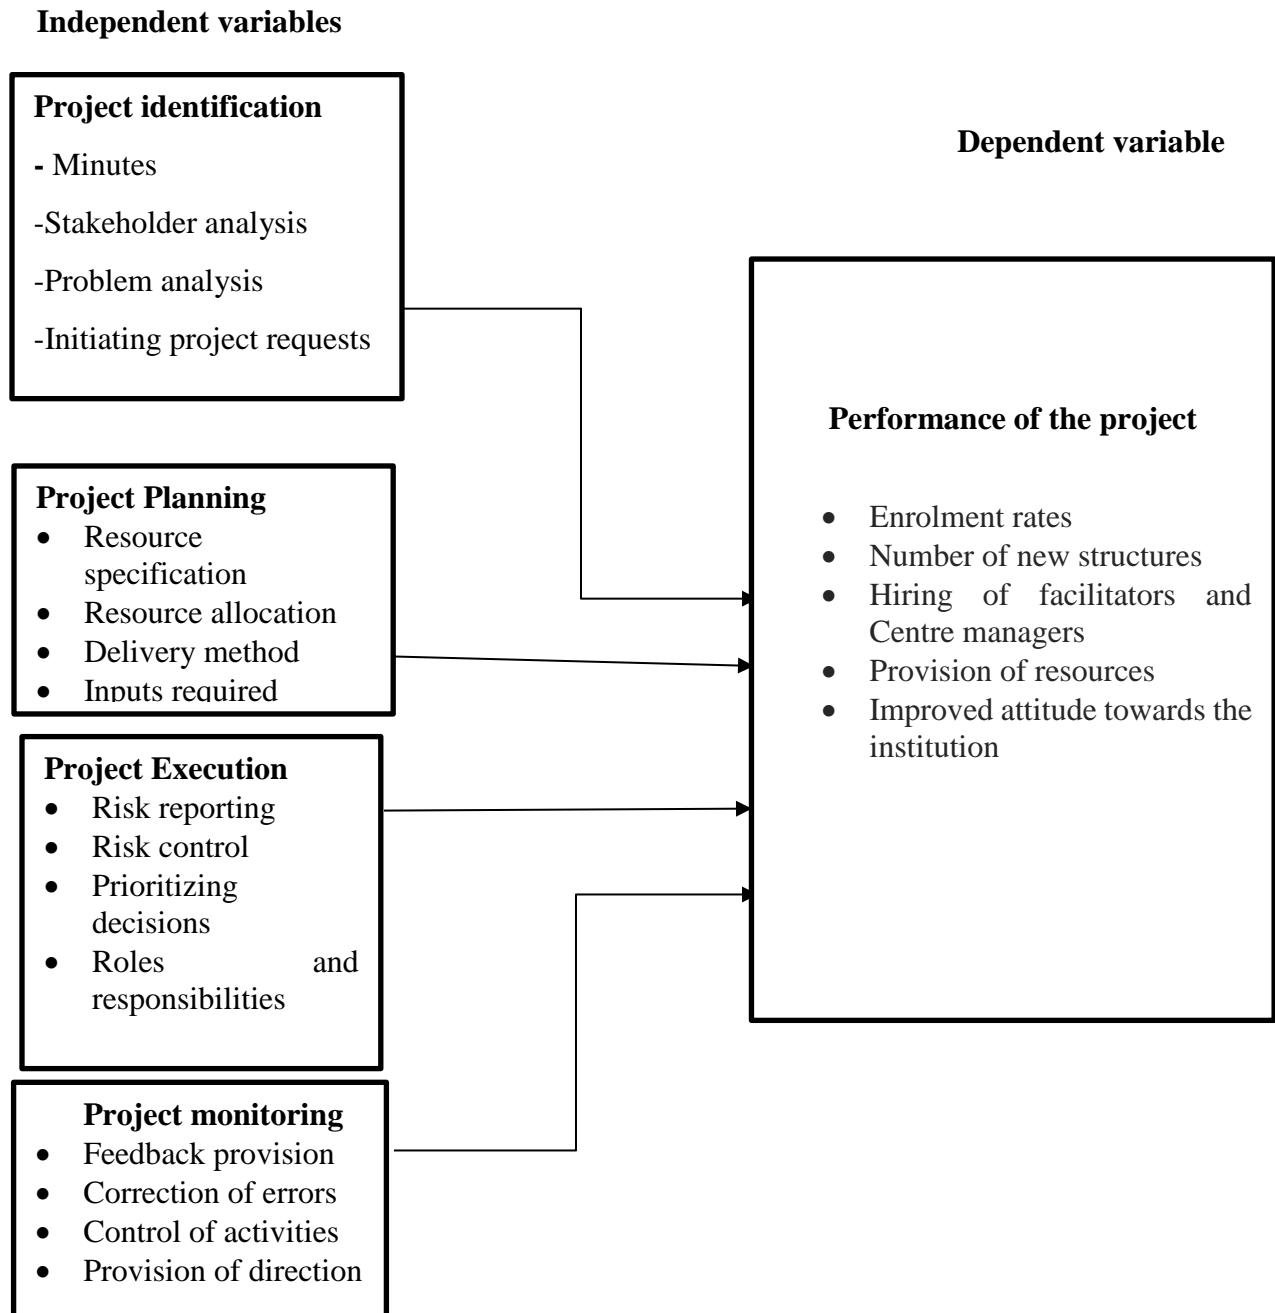 Independent variables
Project identification
- Minutes
-Stakeholder analysis
-Problem analysis
-Initiating project requests
Project Planning
• Resource
specification
• Resource allocation
• Delivery method
• Inputs required
Project Execution
• Risk reporting
• Risk control
• Prioritizing
decisions
• Roles and
responsibilities
Project monitoring
• Feedback provision
• Correction of errors
• Control of activities
• Provision of direction
Dependent variable
Performance of the project
• Enrolment rates
• Number of new structures
• Hiring of facilitators and
Centre managers
• Provision of resources
• Improved attitude towards the
institution